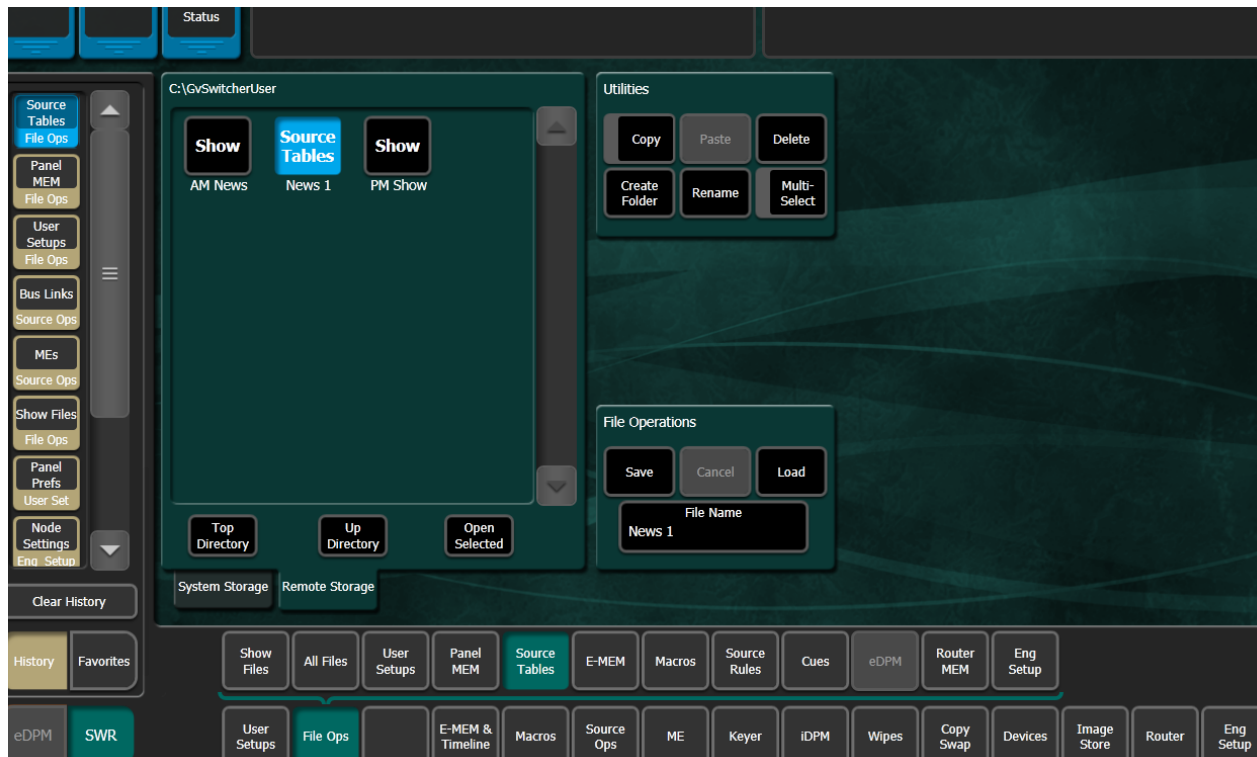 Status
Source
Tables
File Ops
Panel
MEM
File Ops
User
Setups
File Ops
Bus Links
Source Ops
MEs
Source Ops
Show Files
File Ops
Panel
Prefs
User Set
Node
Settings
Eng Setup
Clear History
History
Favorites
C:\GvSwitcherUser
Show
AM News
Source
Tables
News 1
Show
PM Show
Top
Directory
Up
Directory
Open
Selected
System Storage
Remote Storage
Utilities
Copy
Paste
Delete
Create
Folder
Rename
Multi-
Select
File Operations
Save
Cancel
Load
File Name
News 1
Show
Files
All Files
User
Setups
Panel
MEM
Source
Tables
E-MEM
Macros
Source
Rules
Cues
eDPM
Router
MEM
Eng
Setup
eDPM
SWR
User
Setups
File Ops
E-MEM &
Timeline
Macros
Source
Ops
ME
Keyer
iDPM
Wipes
Copy
Swap
Devices
Image
Store
Router
Eng
Setup